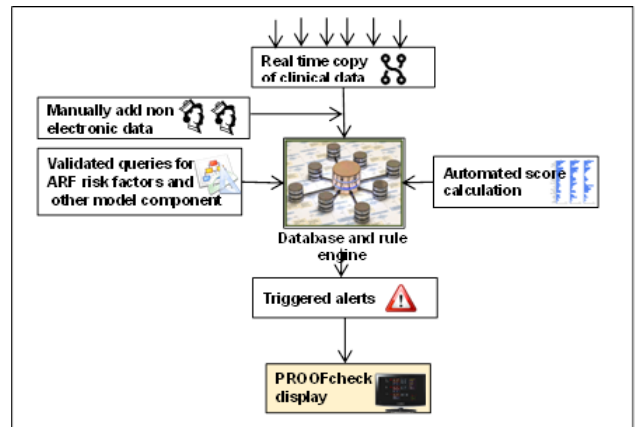 Real time copy
of clinical data
Manually add non
electronic data
Validated queries for
ARF risk factors and
other model component
Automated score
calculation
Database and rule
engine
Triggered alerts
PROOFcheck
display